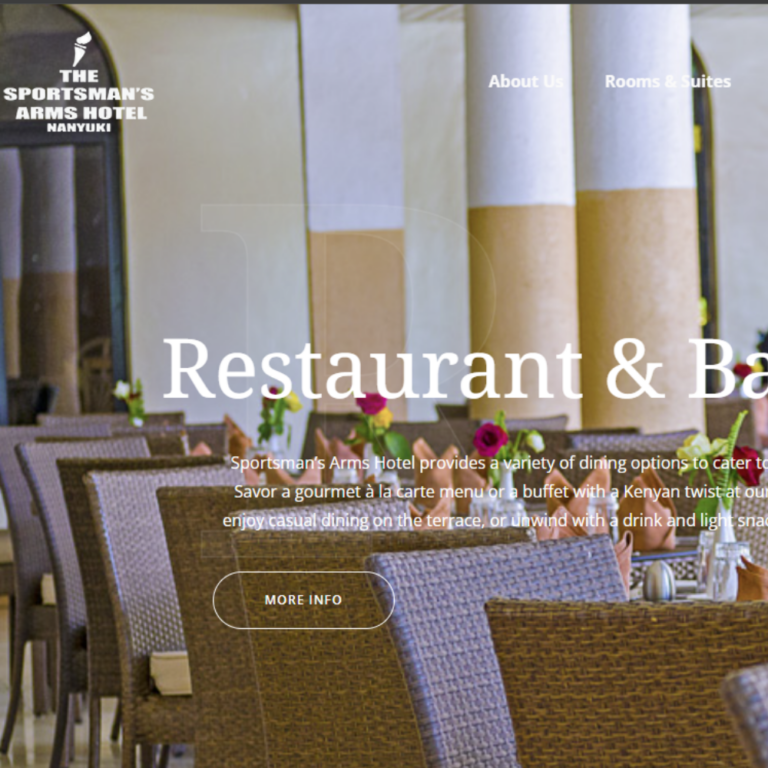 THE
SPORTSMAN'S
ARMS HOTEL
NANYUKI
About Us
Rooms & Suites
R
Restaurant & Ba
Sportsman's Arms Hotel provides a variety of dining options to cater to
Savor a gourmet à la carte menu or a buffet with a Kenyan twist at our
enjoy casual dining on the terrace, or unwind with a drink and light snac
MORE INFO